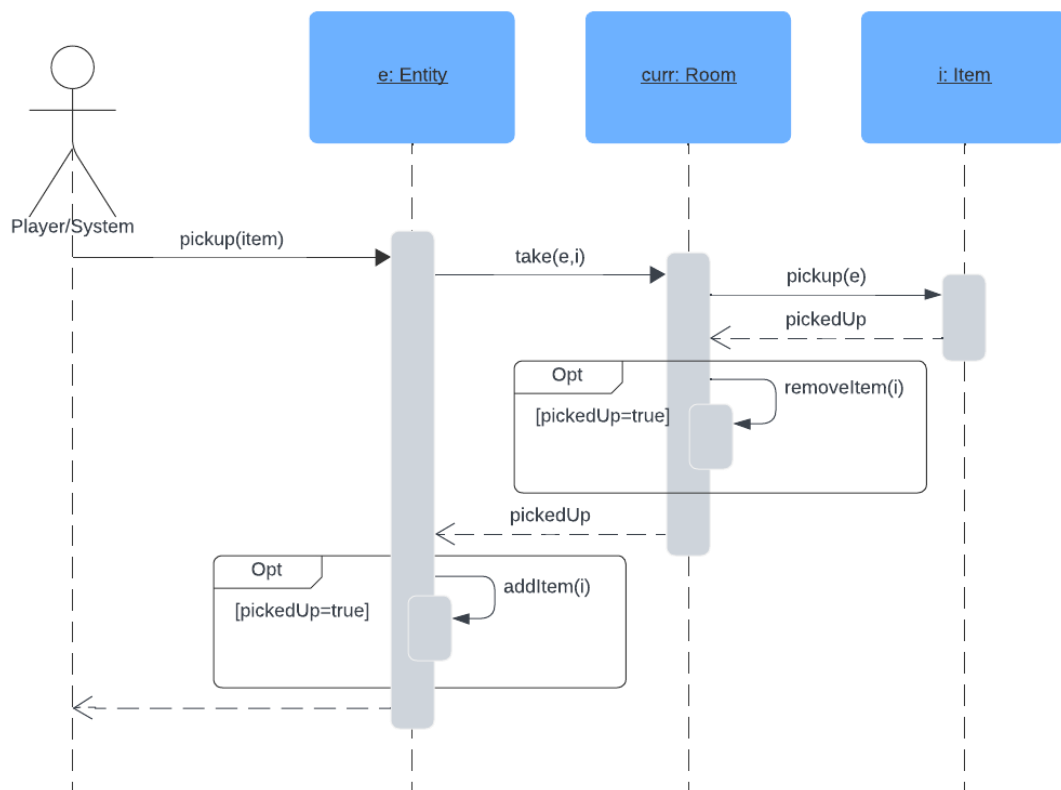 e: Entity
curr: Room
i: Item
Player/System
pickup(item)
take(e,i)
pickup(e)
pickedUp
Opt
removeItem(i)
[pickedUp=true]
pickedUp
Opt
addItem(i)
[pickedUp=true]